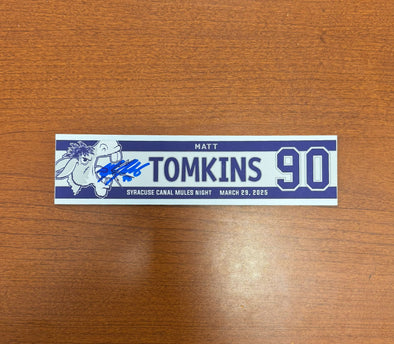 MATT
TOMKINS 90
SYRACUSE CANAL MULES NIGHT MARCH 29, 2025